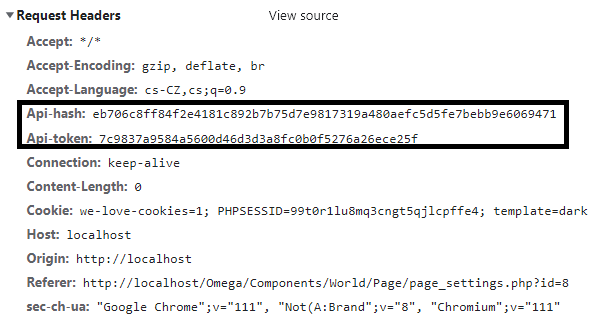 Request Headers View source
Accept: */*
Accept-Encoding: gzip, deflate, br
Accept-Language: cs-CZ,cs;q=0.9
Api-hash: eb706c8ff84f2e4181c892b7b75d7e9817319a480aefc5d5fe7bebb9e6069471
Api-token: 7c9837a9584a5600d46d3d3a8fc0b0f5276a26ece25f
Connection: keep-alive
Content-Length: 0
Cookie: we-love-cookies=1; PHPSESSID=99t0r1lu8mq3cngt5qjlcpffe4; template=dark
Host: localhost
Origin: http://localhost
Referer: http://localhost/Omega/Components/World/Page/page_settings.php?id=8
sec-ch-ua: "Google Chrome";v="111", "Not(A:Brand";v="8", "Chromium";v="111"